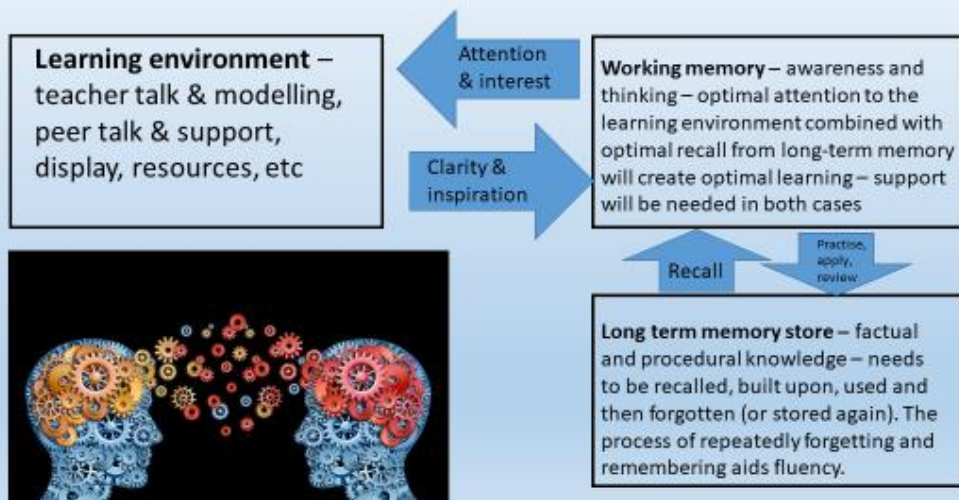 Learning environment –
teacher talk & modelling,
peer talk & support,
display, resources, etc
Attention
& interest
Clarity &
inspiration
Working memory – awareness and
thinking – optimal attention to the
learning environment combined with
optimal recall from long-term memory
will create optimal learning – support
will be needed in both cases
Recall
Practise,
apply,
review
Long term memory store – factual
and procedural knowledge – needs
to be recalled, built upon, used and
then forgotten (or stored again). The
process of repeatedly forgetting and
remembering aids fluency.